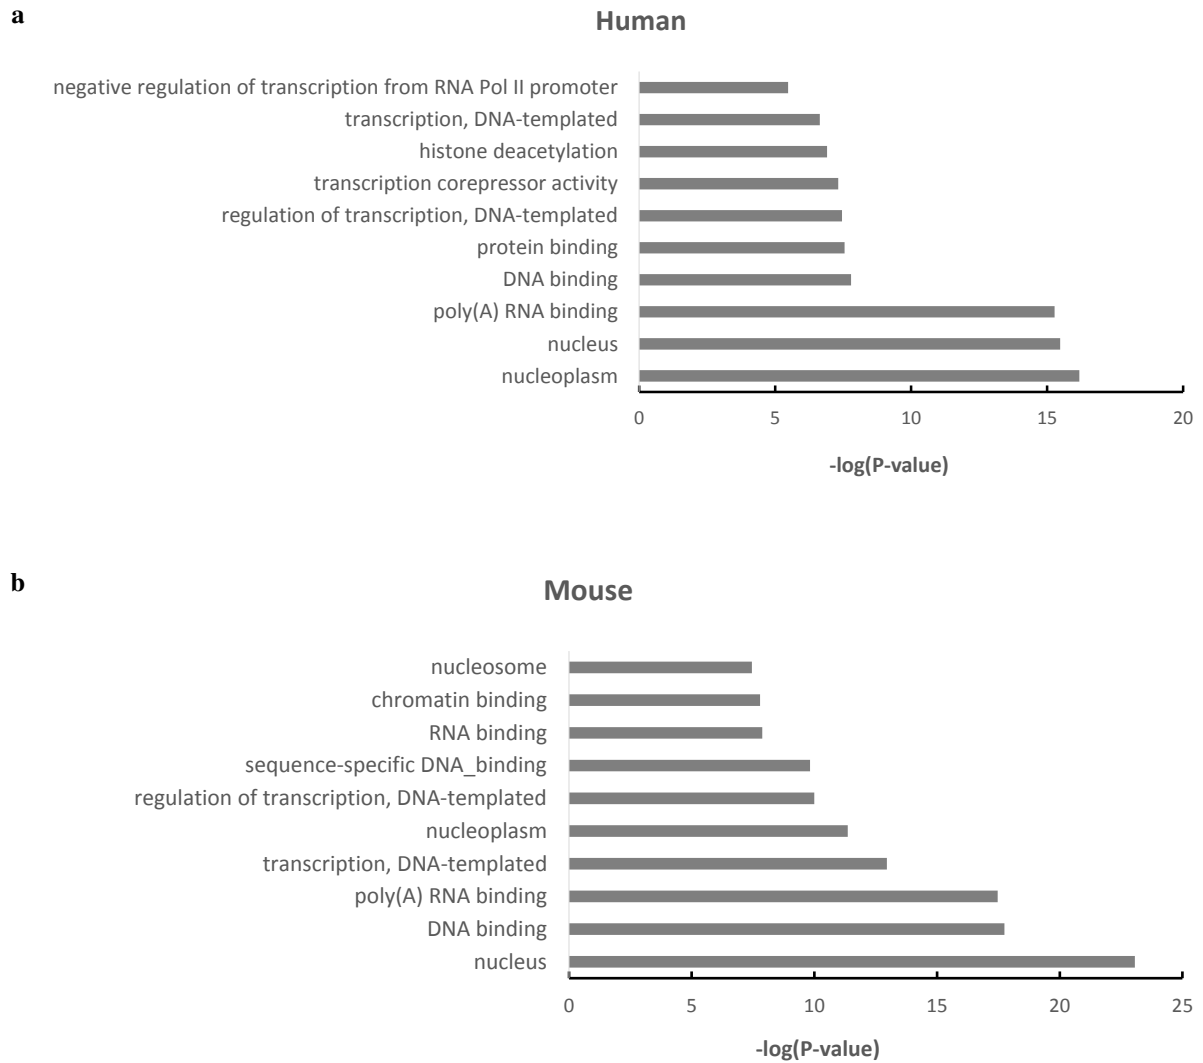 a
Human
negative regulation of transcription from RNA Pol II promoter
transcription, DNA-templated
histone deacetylation
transcription corepressor activity
regulation of transcription, DNA-templated
protein binding
DNA binding
poly(A) RNA binding
nucleus
nucleoplasm
0 5 10 15 20
-log(P-value)
b
Mouse
nucleosome
chromatin binding
RNA binding
sequence-specific DNA_binding
regulation of transcription, DNA-templated
nucleoplasm
transcription, DNA-templated
poly(A) RNA binding
DNA binding
nucleus
0 5 10 15 20 25
-log(P-value)